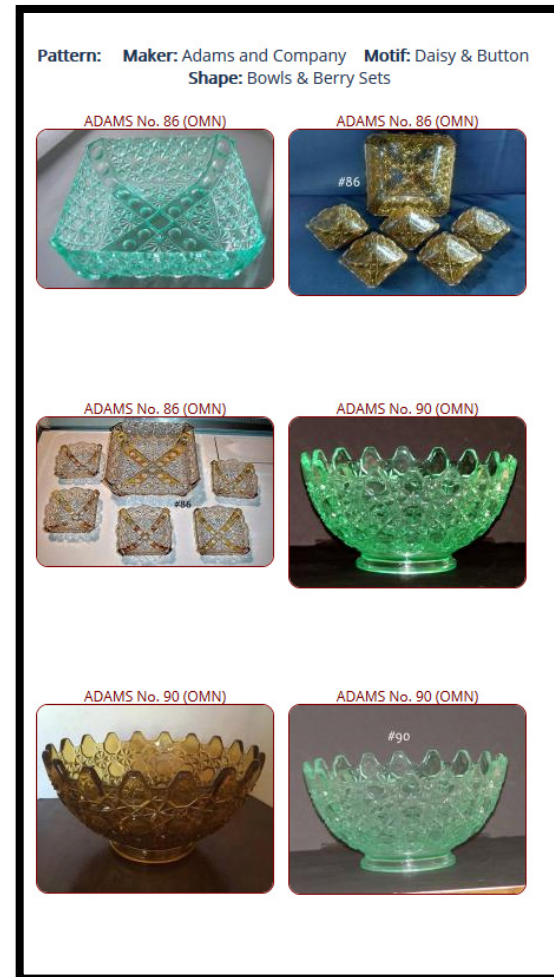 Pattern: Maker: Adams and Company Motif: Daisy & Button
Shape: Bowls & Berry Sets
ADAMS No. 86 (OMN)
ADAMS No. 86 (OMN)
#86
ADAMS No. 86 (OMN)
#86
ADAMS No. 90 (OMN)
ADAMS No. 90 (OMN)
ADAMS No. 90 (OMN)
#90